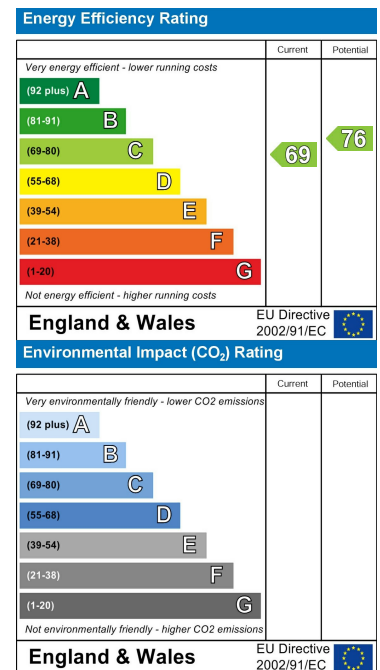 Energy Efficiency Rating
Current Potential
Very energy efficient - lower running costs
(92 plus) A
(81-91) B
(69-80) C
(55-68) D
(39-54) E
(21-38) F
(1-20) G
69 76
Not energy efficient - higher running costs
England & Wales
EU Directive
2002/91/EC
Environmental Impact (CO₂) Rating
Current Potential
Very environmentally friendly - lower CO2 emissions
(92 plus) A
(81-91) B
(69-80) C
(55-68) D
(39-54) E
(21-38) F
(1-20) G
Not environmentally friendly - higher CO2 emissions
England & Wales
EU Directive
2002/91/EC